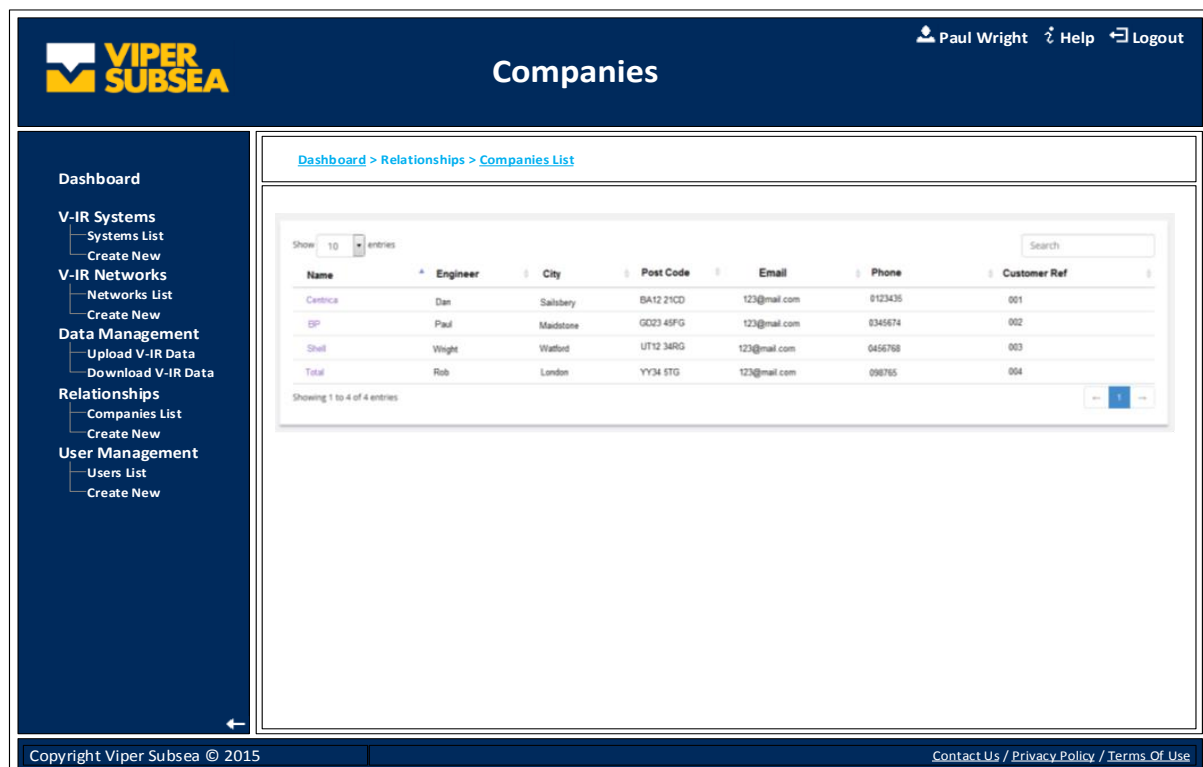 VIPER
SUBSEA
Companies
Paul Wright Help Logout
Dashboard
V-IR Systems
Systems List
Create New
V-IR Networks
Networks List
Create New
Data Management
Upload V-IR Data
Download V-IR Data
Relationships
Companies List
Create New
User Management
Users List
Create New
Dashboard > Relationships > Companies List
Show 10 entries Search
Name Engineer City Post Code Email Phone Customer Ref
Centrica Dan Sailsbery BA12 21CD 123@mail.com 0123435 001
BP Paul Maidstone GD23 45FG 123@mail.com 0345674 002
Shell Wright Watford UT12 34RG 123@mail.com 0456768 003
Total Rob London YY34 5TG 123@mail.com 098765 004
Showing 1 to 4 of 4 entries ← 1 →
Copyright Viper Subsea © 2015 Contact Us / Privacy Policy / Terms Of Use